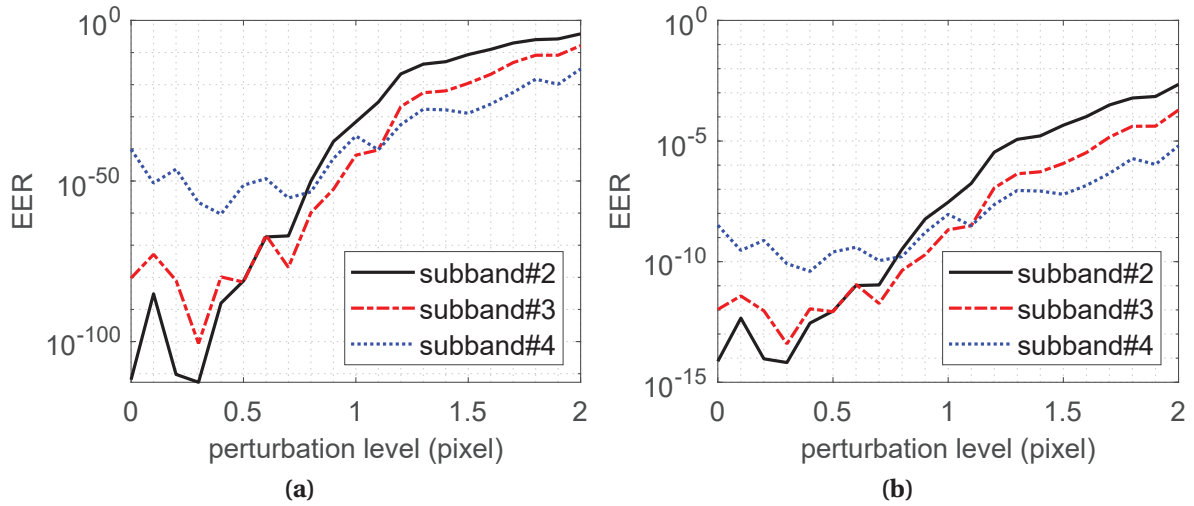 10^0
10^-50
10^-100
EER
0
0.5
1
1.5
2
perturbation level (pixel)
subband#2
subband#3
subband#4
(a)
10^0
10^-5
10^-10
10^-15
EER
0
0.5
1
1.5
2
perturbation level (pixel)
subband#2
subband#3
subband#4
(b)